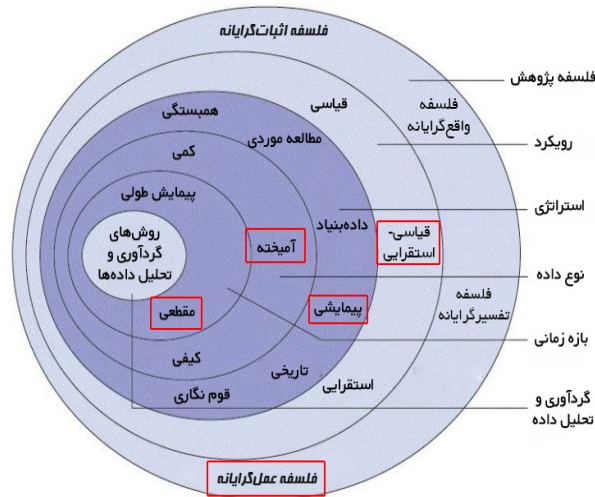 فلسفه اثبات‌گرایانه
فلسفه پژوهش
فلسفه
واقع‌گرایانه
قیاسی
همبستگی
مطالعه موردی
رویکرد
کمی
پیمایش طولی
استراتژی
داده‌بنیاد
قیاسی-
استقرایی
آمیخته
روش‌های
گردآوری و
تحلیل داده‌ها
نوع داده
فلسفه
تفسیرگرایانه
پیمایشی
مقطعی
بازه زمانی
کیفی
تاریخی
استقرایی
قوم نگاری
گردآوری و
تحلیل داده
فلسفه عمل‌گرایانه